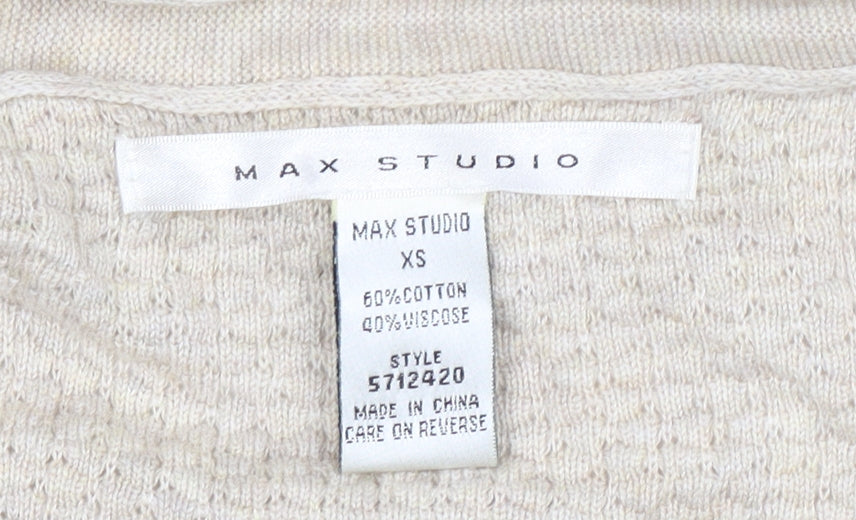 MAX STUDIO
MAX STUDIO
XS
60%COTTON
40%VISCOSE
STYLE
5712420
MADE IN CHINA
CARE ON REVERSE